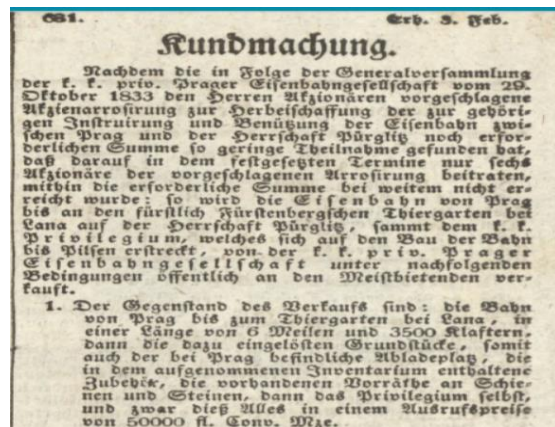 681. Erh. 3. Feb.
Kundmachung.
Nachdem die in Folge der Generalversammlung
der k. k. priv. Prager Eisenbahngesellschaft vom 29.
Oktober 1833 den Herren Akzionären vorgeschlagene
Akzienarrosirung zur Herbeischaffung der zur gehöri-
gen Instruirung und Benützung der Eisenbahn zwi-
schen Prag und der Herrschaft Pürglitz noch erfor-
derlichen Summe so geringe Theilnahme gefunden hat,
daß darauf in dem festgesetzten Termine nur sechs
Akzionäre der vorgeschlagenen Arrosirung beitraten,
mithin die erforderliche Summe bei weitem nicht er-
reicht wurde: so wird die Eisenbahn von Prag
bis an den fürstlich Fürstenbergschen Thiergarten bei
Lana auf der Herrschaft Pürglitz, sammt dem k. k.
Privilegium, welches sich auf den Bau der Bahn
bis Pilsen erstreckt, von der k. k. priv. Prager
Eisenbahngesellschaft unter nachfolgenden
Bedingungen öffentlich an den Meistbietenden ver-
kauft.
1. Der Gegenstand des Verkaufs sind: die Bahn
von Prag bis zum Thiergarten bei Lana, in
einer Länge von 6 Meilen und 3500 Klaftern,
dann die dazu eingelösten Grundstücke, somit
auch der bei Prag befindliche Abladeplatz, die
in dem aufgenommenen Inventarium enthaltene
Zubehör, die vorhandenen Vorräthe an Schie-
nen und Steinen, dann das Privilegium selbst,
und zwar dieß Alles in einem Ausrufspreise
von 50000 fl. Conv. Mze.